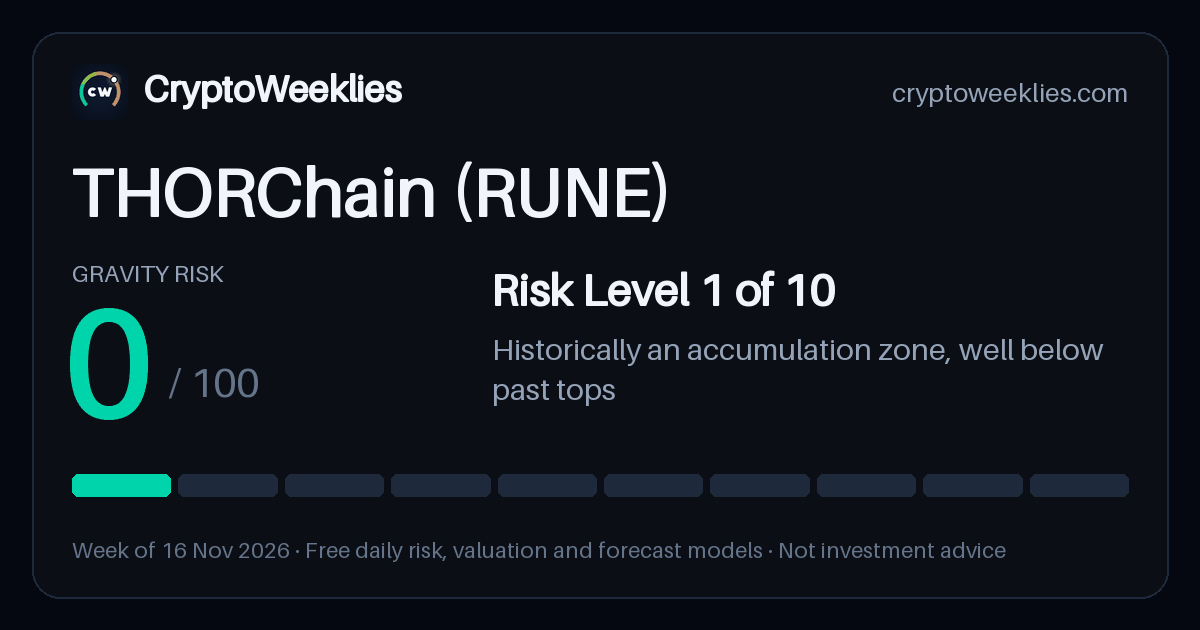 CW
CryptoWeeklies
cryptoweeklies.com
THORChain (RUNE)
GRAVITY RISK
0 / 100
Risk Level 1 of 10
Historically an accumulation zone, well below
past tops
Week of 16 Nov 2026 · Free daily risk, valuation and forecast models · Not investment advice